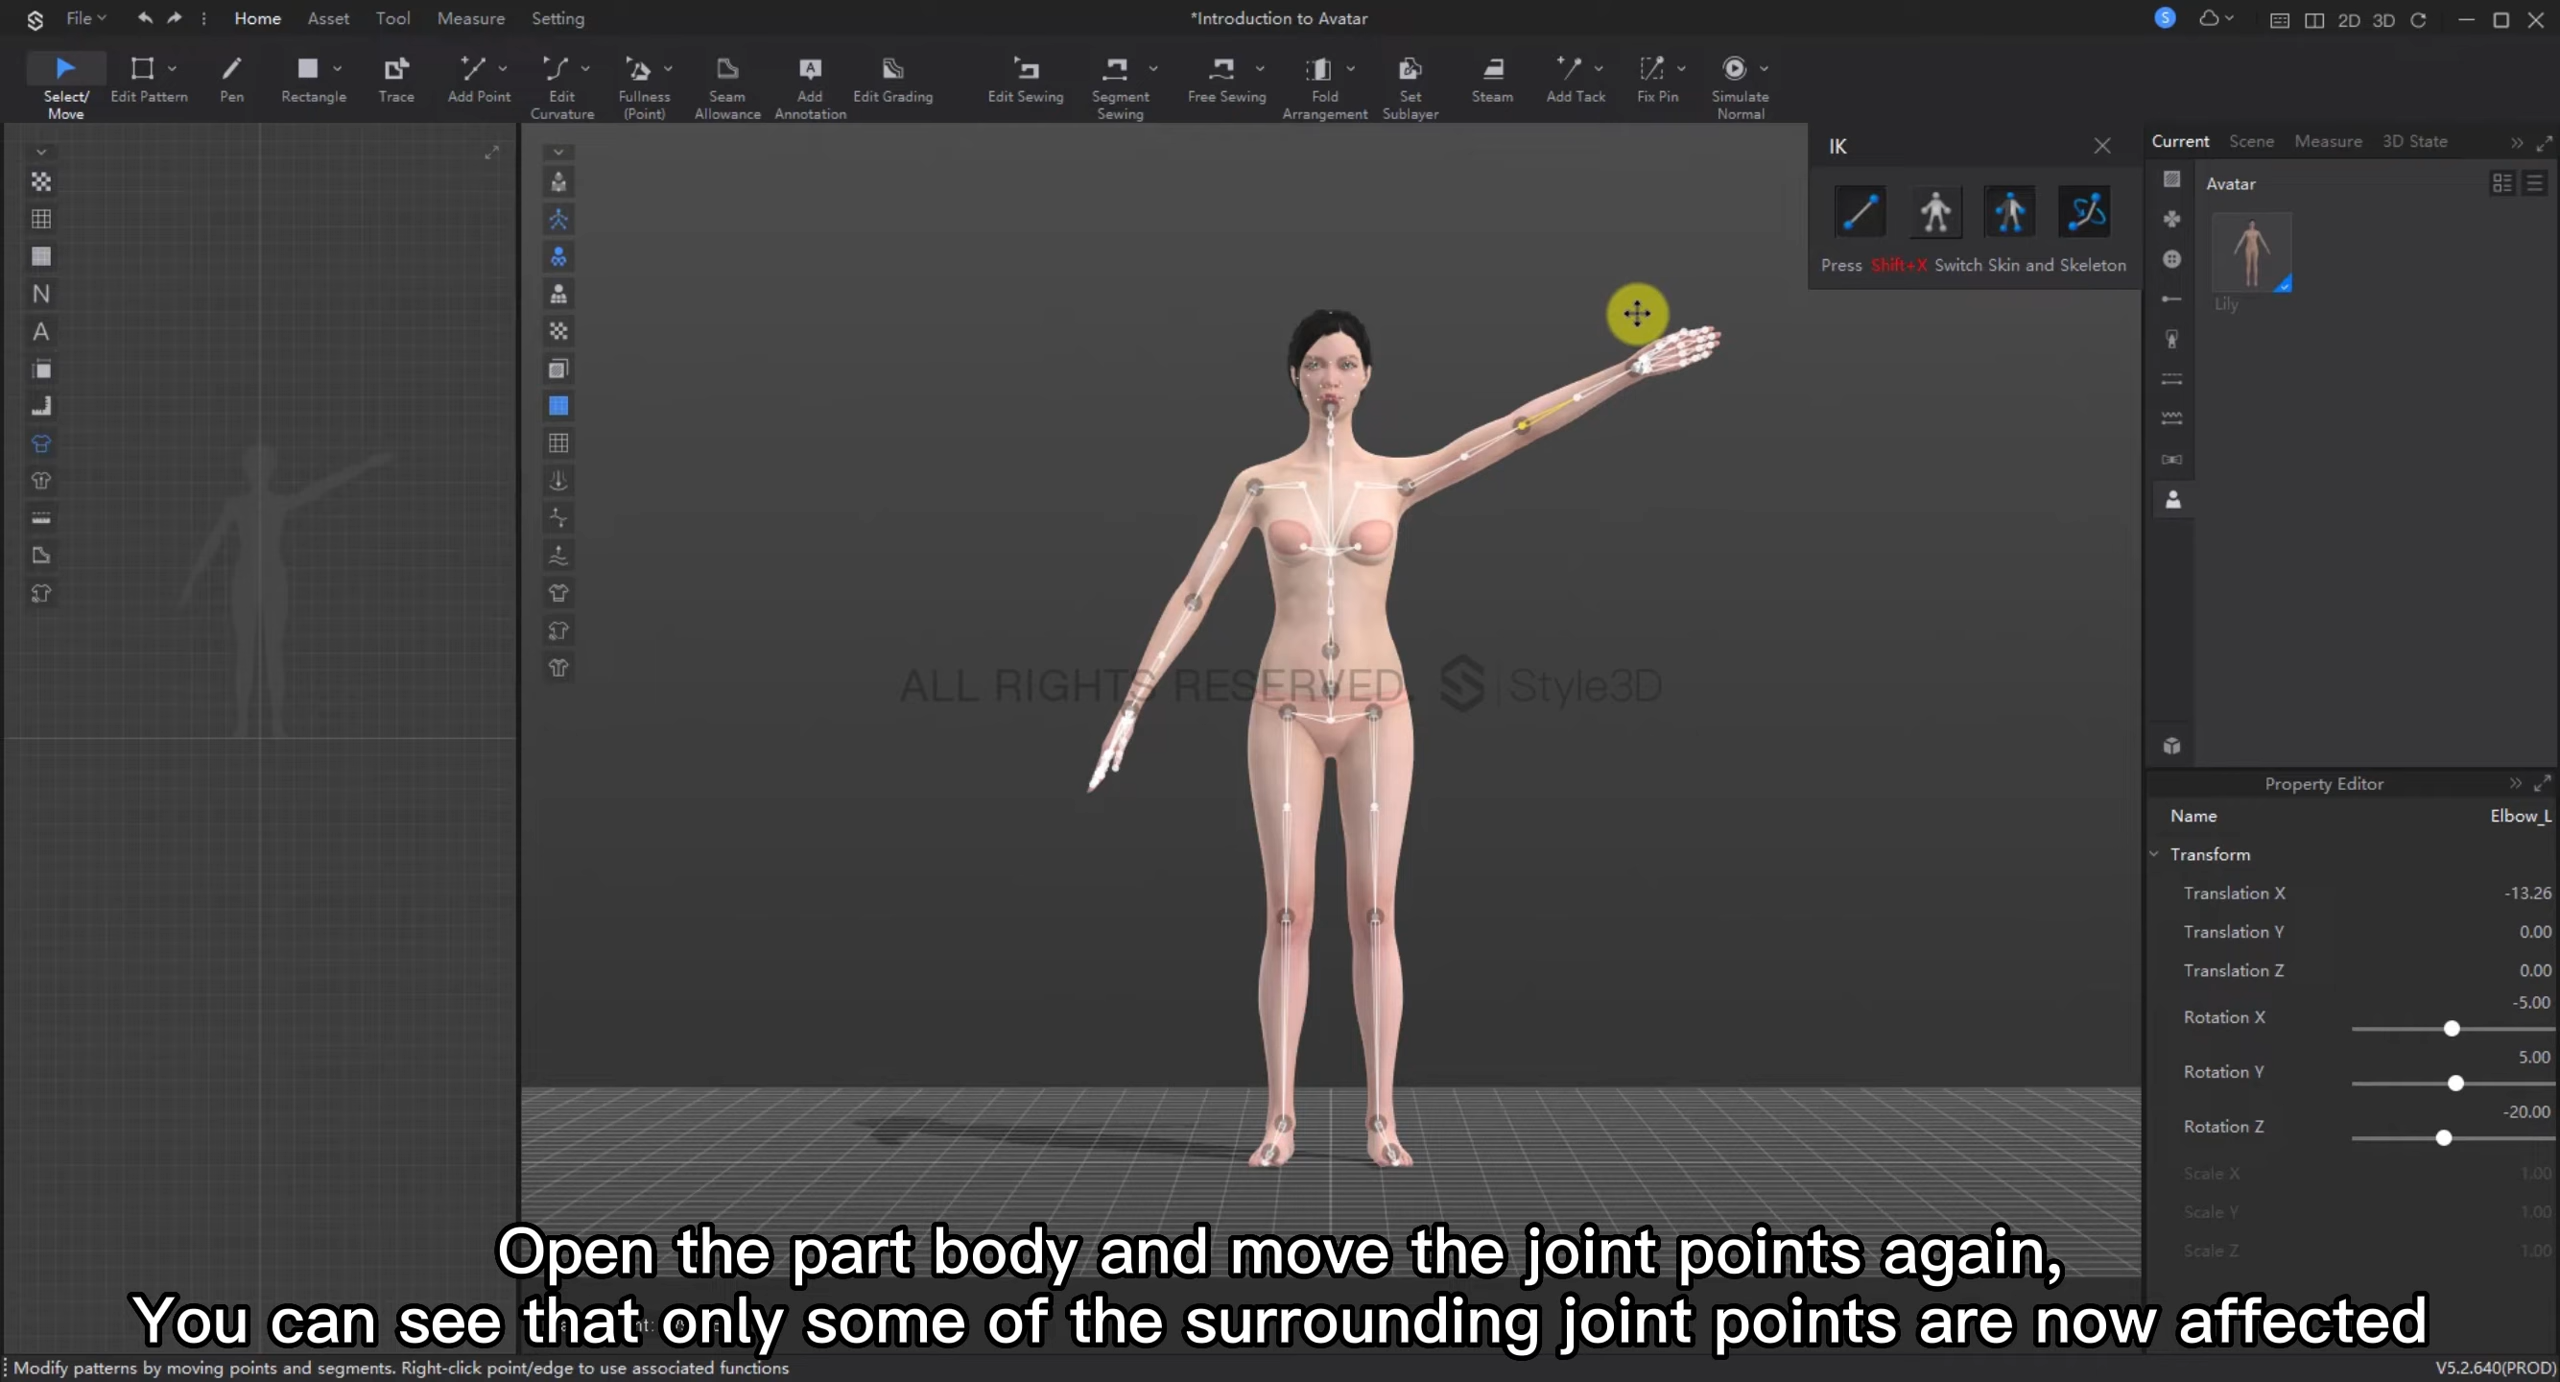 File
Home
Asset
Tool
Measure
Setting
*Introduction to Avatar
S
2D
3D
Select/
Move
Edit Pattern
Pen
Rectangle
Trace
Add Point
Edit
Curvature
Fullness
(Point)
Seam
Allowance
Add
Annotation
Edit Grading
Edit Sewing
Segment
Sewing
Free Sewing
Fold
Arrangement
Set
Sublayer
Steam
Add Tack
Fix Pin
Simulate
Normal
N
A
IK
Press Shift+X Switch Skin and Skeleton
Current
Scene
Measure
3D State
Avatar
Lily
ALL RIGHTS RESERVED. Style3D
Property Editor
Name Elbow_L
Transform
Translation X -13.26
Translation Y 0.00
Translation Z 0.00
Rotation X -5.00
Rotation Y 5.00
Rotation Z -20.00
Scale X 1.00
Scale Y 1.00
Scale Z 1.00
Open the part body and move the joint points again,
You can see that only some of the surrounding joint points are now affected
Modify patterns by moving points and segments. Right-click point/edge to use associated functions
V5.2.640(PROD)